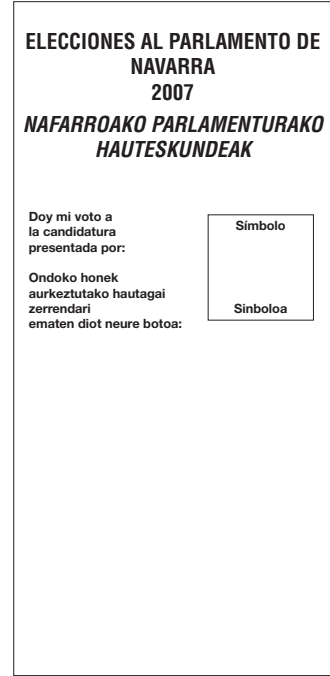 ELECCIONES AL PARLAMENTO DE
NAVARRA
2007
NAFARROAKO PARLAMENTURAKO
HAUTESKUNDEAK
Doy mi voto a
la candidatura
presentada por:
Ondoko honek
aurkeztutako hautagai
zerrendari
ematen diot neure botoa:
Símbolo
Sinboloa